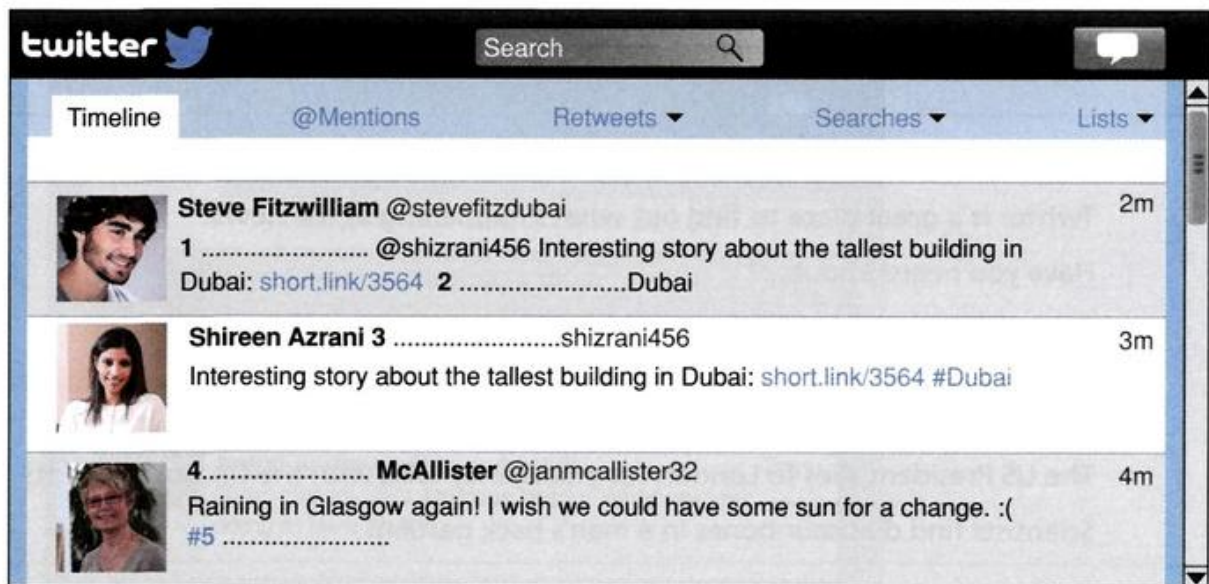 twitter
Search
Timeline @Mentions Retweets Searches Lists
Steve Fitzwilliam @stevefitzdubai 2m
1 ......................... @shizrani456 Interesting story about the tallest building in
Dubai: short.link/3564 2 .........................Dubai
Shireen Azrani 3 .........................shizrani456 3m
Interesting story about the tallest building in Dubai: short.link/3564 #Dubai
4......................... McAllister @janmcallister32 4m
Raining in Glasgow again! I wish we could have some sun for a change. :(
#5 .........................